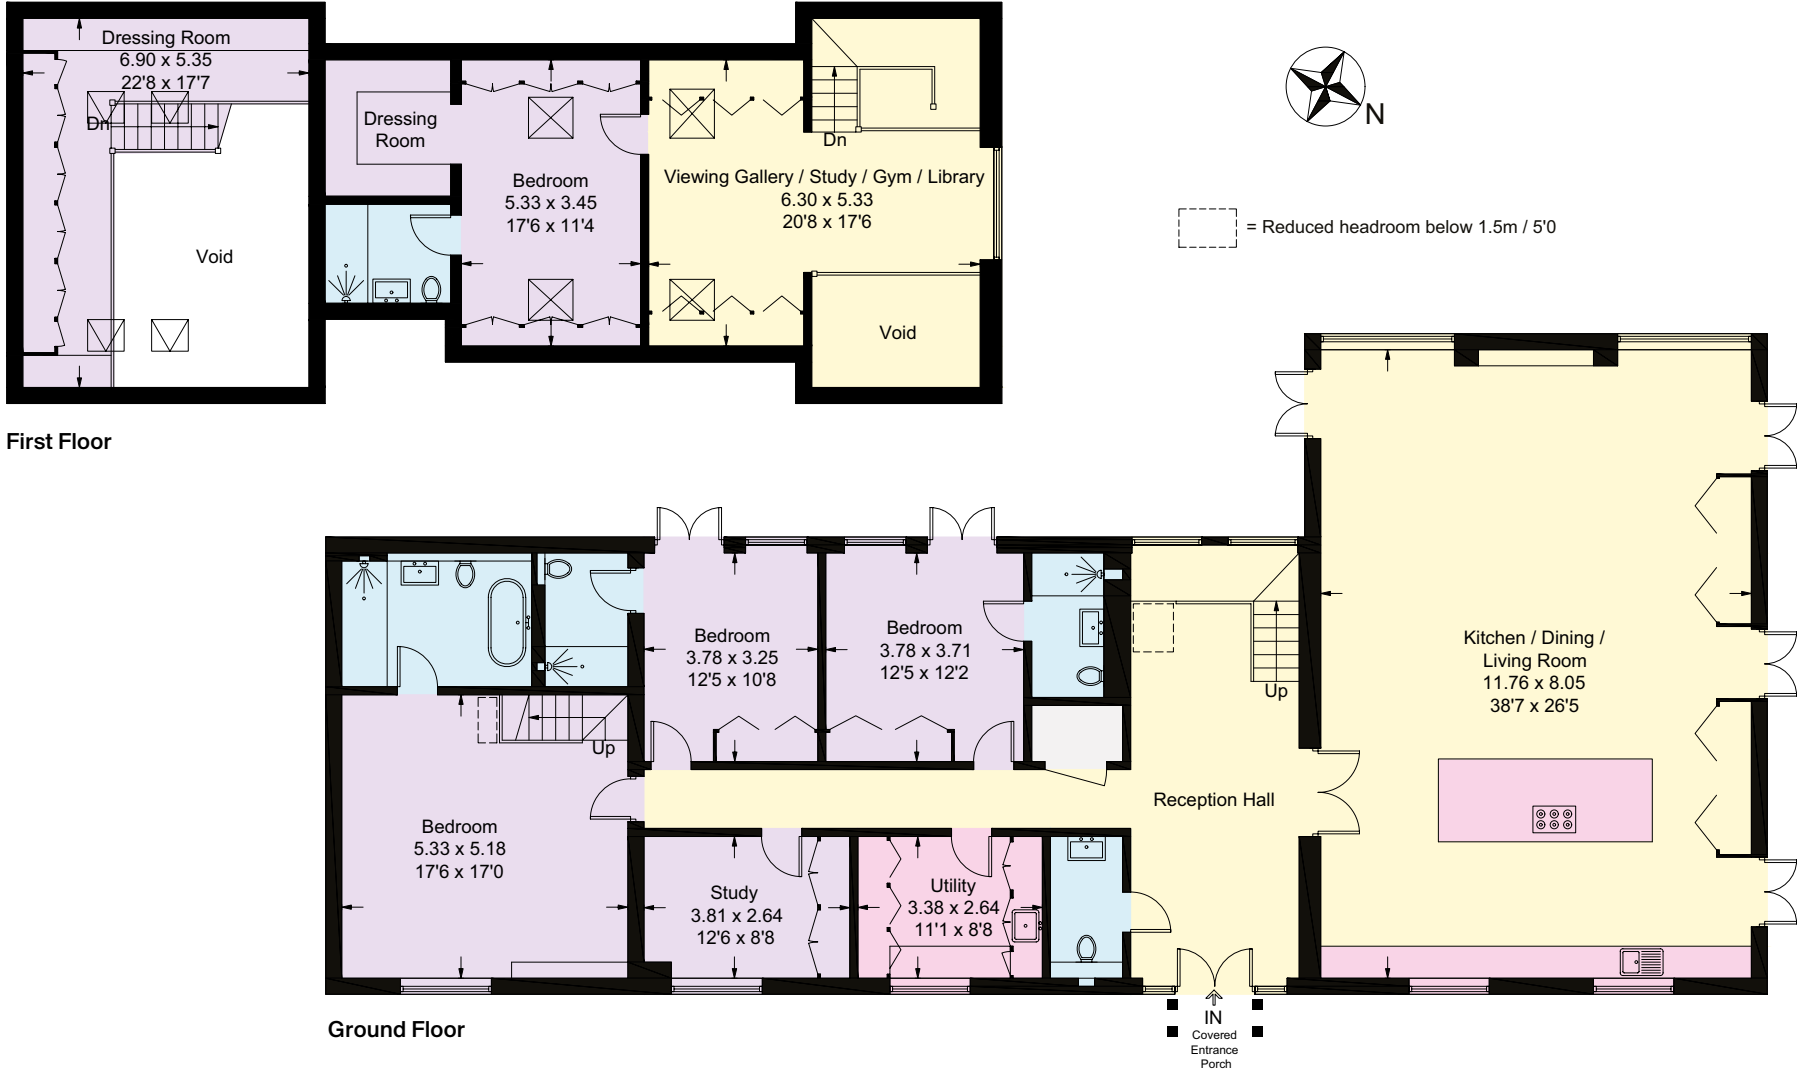 Dressing Room
6.90 x 5.35
22'8 x 17'7
Dn
Void
Dressing
Room
Bedroom
5.33 x 3.45
17'6 x 11'4
Dn
Viewing Gallery / Study / Gym / Library
6.30 x 5.33
20'8 x 17'6
Void
N
= Reduced headroom below 1.5m / 5'0
First Floor
Bedroom
3.78 x 3.25
12'5 x 10'8
Bedroom
3.78 x 3.71
12'5 x 12'2
Up
Kitchen / Dining /
Living Room
11.76 x 8.05
38'7 x 26'5
Up
Reception Hall
Bedroom
5.33 x 5.18
17'6 x 17'0
Study
3.81 x 2.64
12'6 x 8'8
Utility
3.38 x 2.64
11'1 x 8'8
IN
Covered
Entrance
Porch
Ground Floor